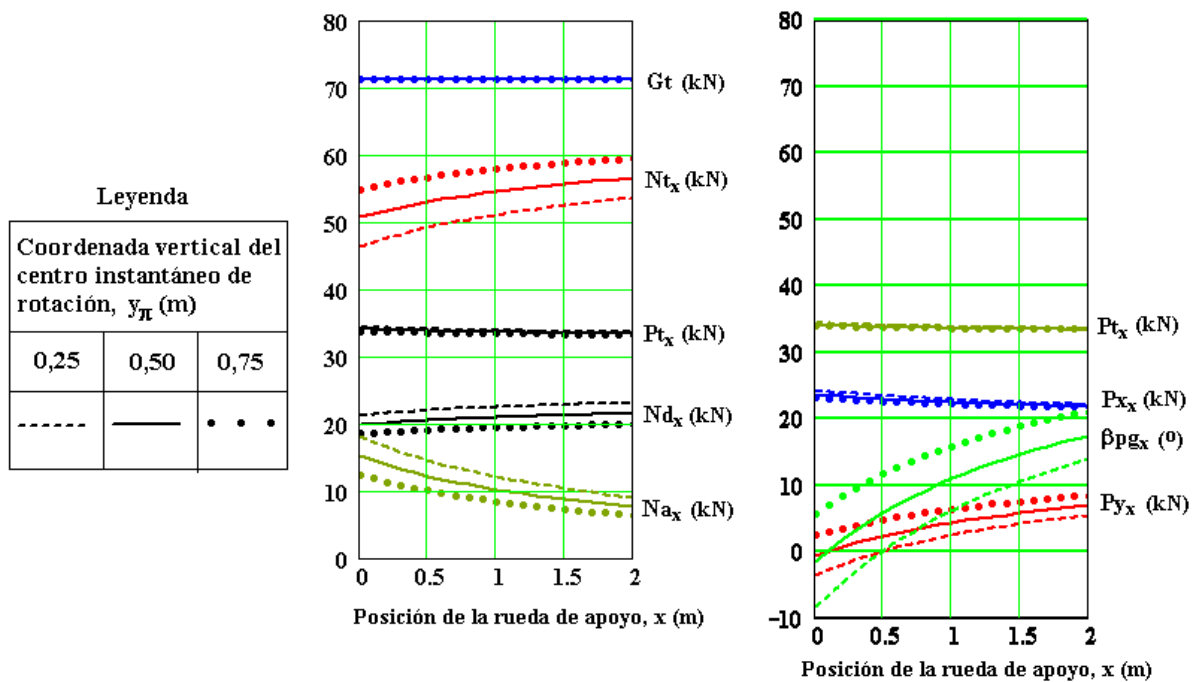 Leyenda
Coordenada vertical del
centro instantáneo de
rotación, yπ (m)
0,25 0,50 0,75
80
70
60
50
40
30
20
10
0
0 0.5 1 1.5 2
Gt (kN)
Ntx (kN)
Ptx (kN)
Ndx (kN)
Nax (kN)
Posición de la rueda de apoyo, x (m)
80
70
60
50
40
30
20
10
0
−10
0 0.5 1 1.5 2
Ptx (kN)
Pxx (kN)
βpgx (º)
Pyx (kN)
Posición de la rueda de apoyo, x (m)